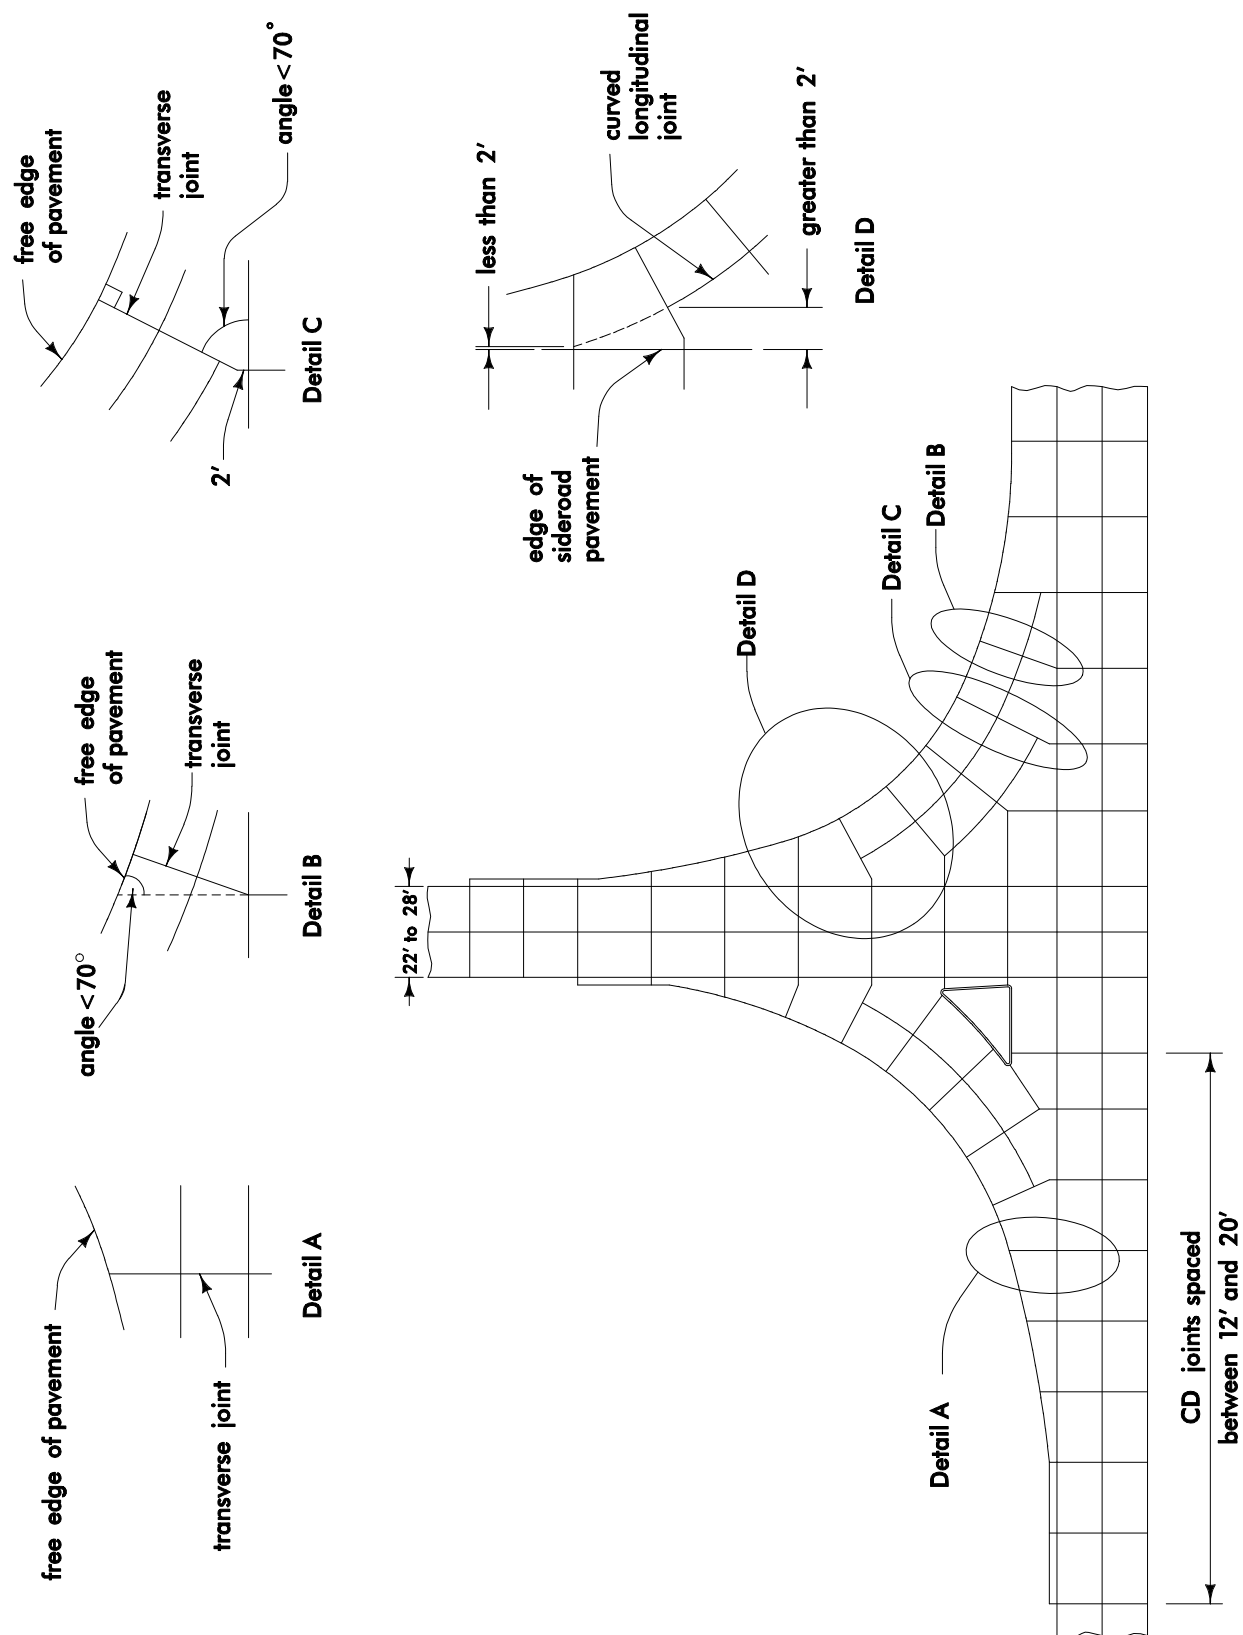 free edge of pavement
transverse joint
Detail A
angle <70°
free edge
of pavement
transverse
joint
Detail B
free edge
of pavement
transverse
joint
angle <70°
2'
Detail C
edge of
sideroad
pavement
less than 2'
curved
longitudinal
joint
greater than 2'
Detail D
22' to 28'
Detail D
Detail C
Detail B
Detail A
CD joints spaced
between 12' and 20'